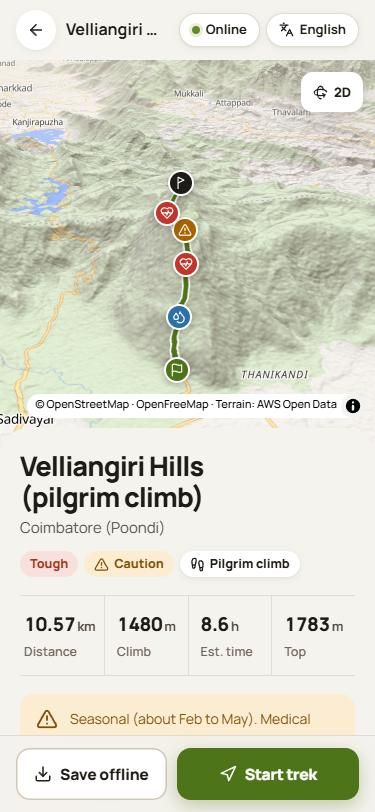 Velliangiri ...
Online
English
Mukkali
Attappadi
Thavalam
Kanjirapuzha
2D
THANIKANDI
© OpenStreetMap · OpenFreeMap · Terrain: AWS Open Data
Velliangiri Hills
(pilgrim climb)
Coimbatore (Poondi)
Tough
Caution
Pilgrim climb
10.57 km
1480 m
8.6 h
1783 m
Distance
Climb
Est. time
Top
Seasonal (about Feb to May). Medical
Save offline
Start trek